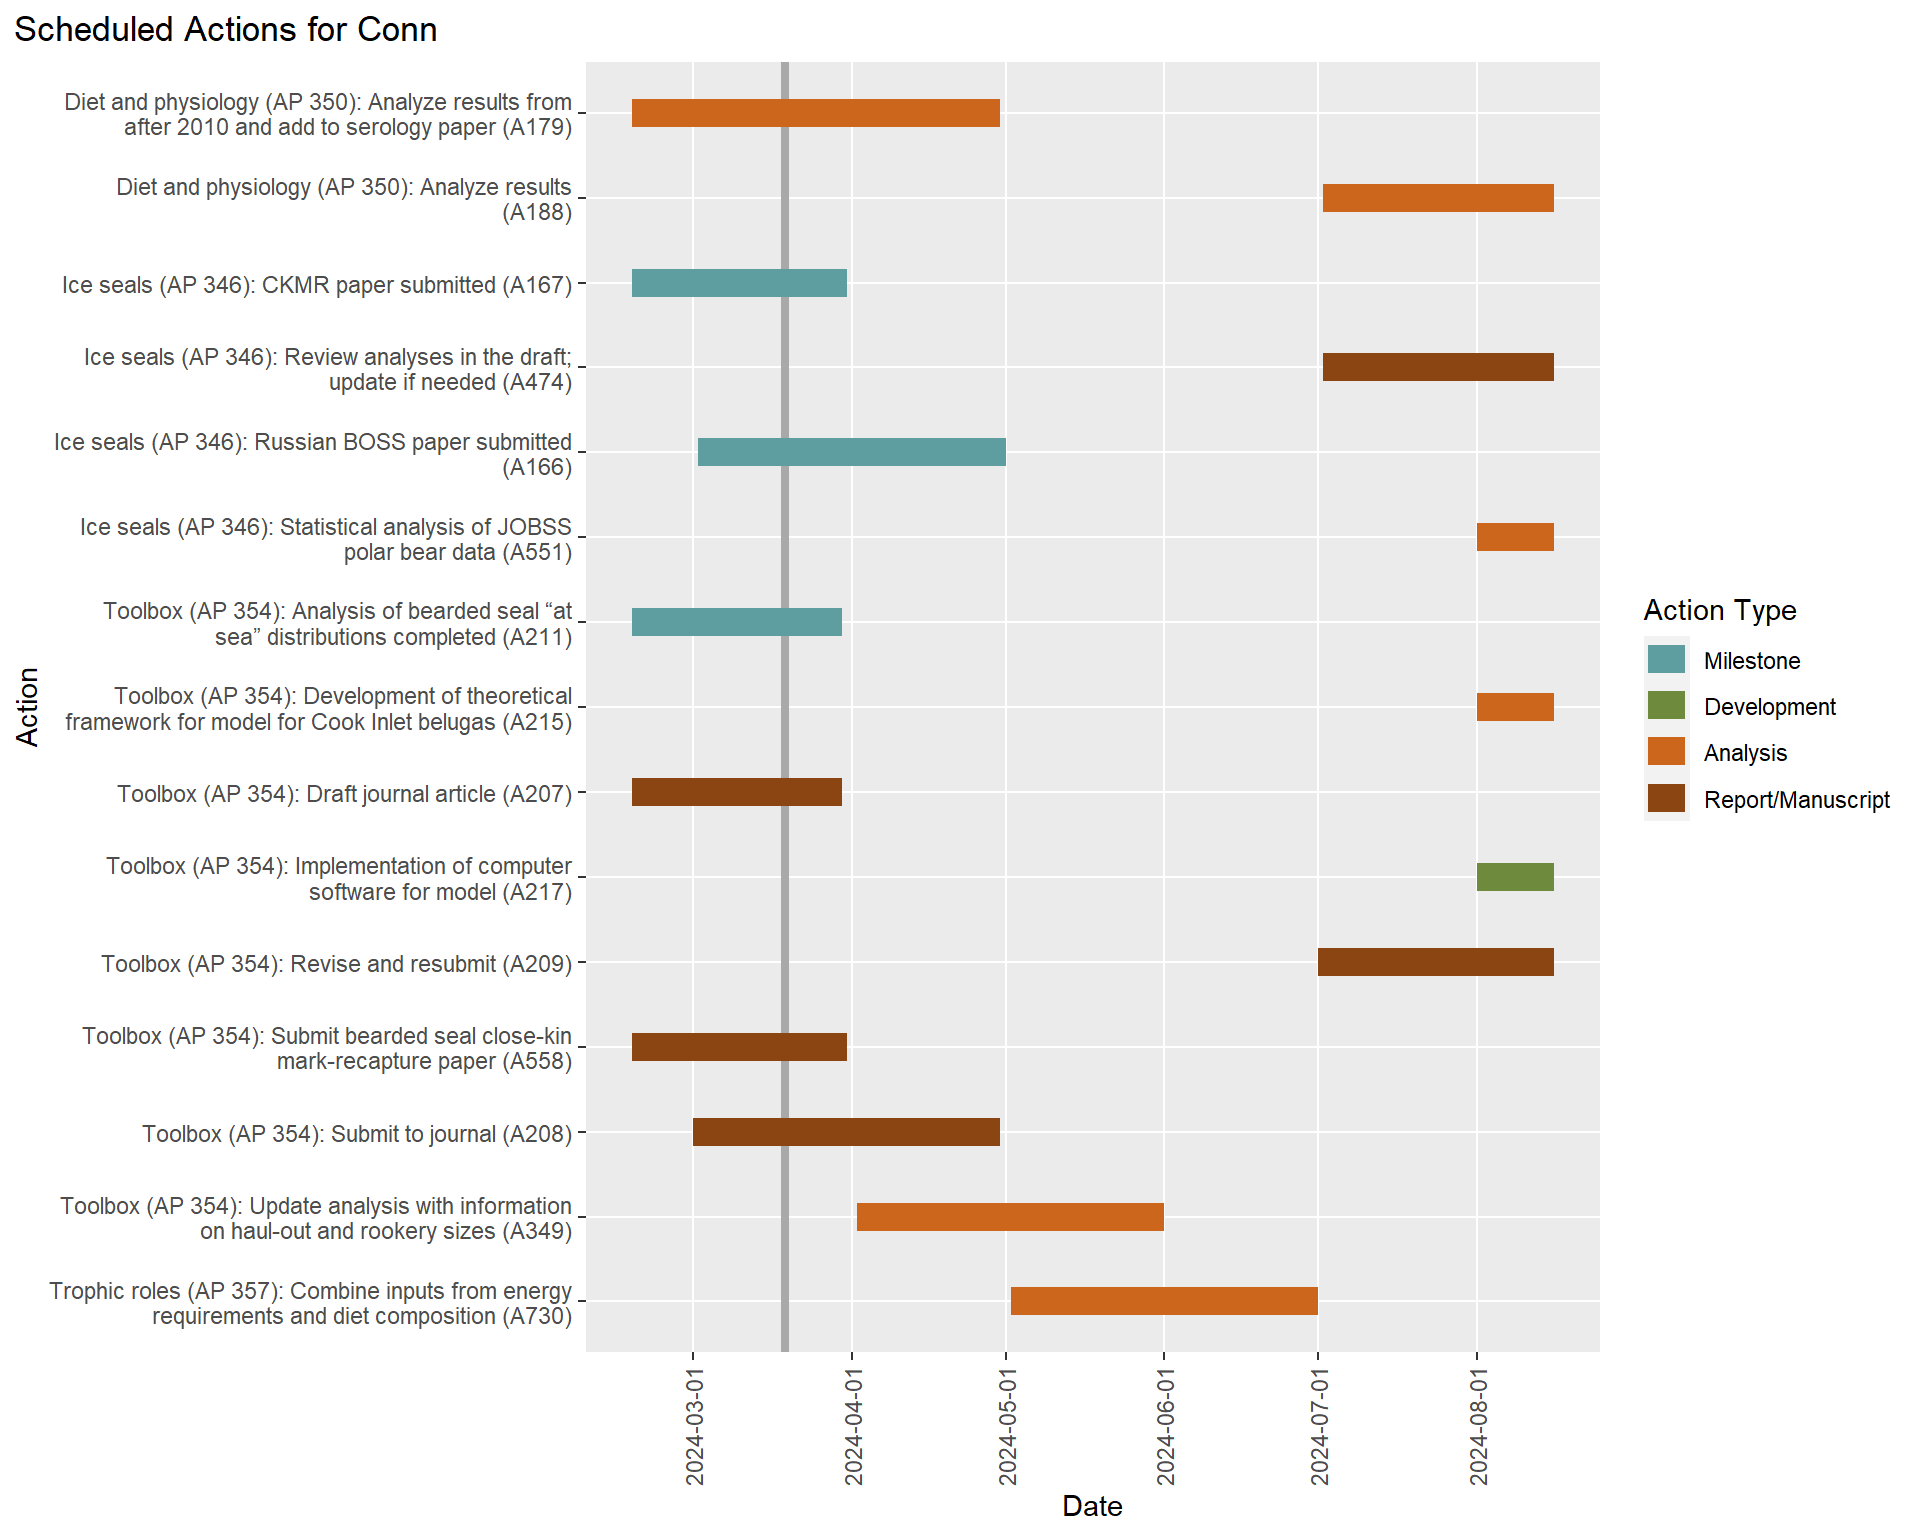 Scheduled Actions for Conn
Diet and physiology (AP 350): Analyze results from
after 2010 and add to serology paper (A179)
Diet and physiology (AP 350): Analyze results
(A188)
Ice seals (AP 346): CKMR paper submitted (A167)
Ice seals (AP 346): Review analyses in the draft;
update if needed (A474)
Ice seals (AP 346): Russian BOSS paper submitted
(A166)
Ice seals (AP 346): Statistical analysis of JOBSS
polar bear data (A551)
Toolbox (AP 354): Analysis of bearded seal “at
sea” distributions completed (A211)
Toolbox (AP 354): Development of theoretical
framework for model for Cook Inlet belugas (A215)
Toolbox (AP 354): Draft journal article (A207)
Toolbox (AP 354): Implementation of computer
software for model (A217)
Toolbox (AP 354): Revise and resubmit (A209)
Toolbox (AP 354): Submit bearded seal close-kin
mark-recapture paper (A558)
Toolbox (AP 354): Submit to journal (A208)
Toolbox (AP 354): Update analysis with information
on haul-out and rookery sizes (A349)
Trophic roles (AP 357): Combine inputs from energy
requirements and diet composition (A730)
Action
2024-03-01
2024-04-01
2024-05-01
2024-06-01
2024-07-01
2024-08-01
Date
Action Type
Milestone
Development
Analysis
Report/Manuscript